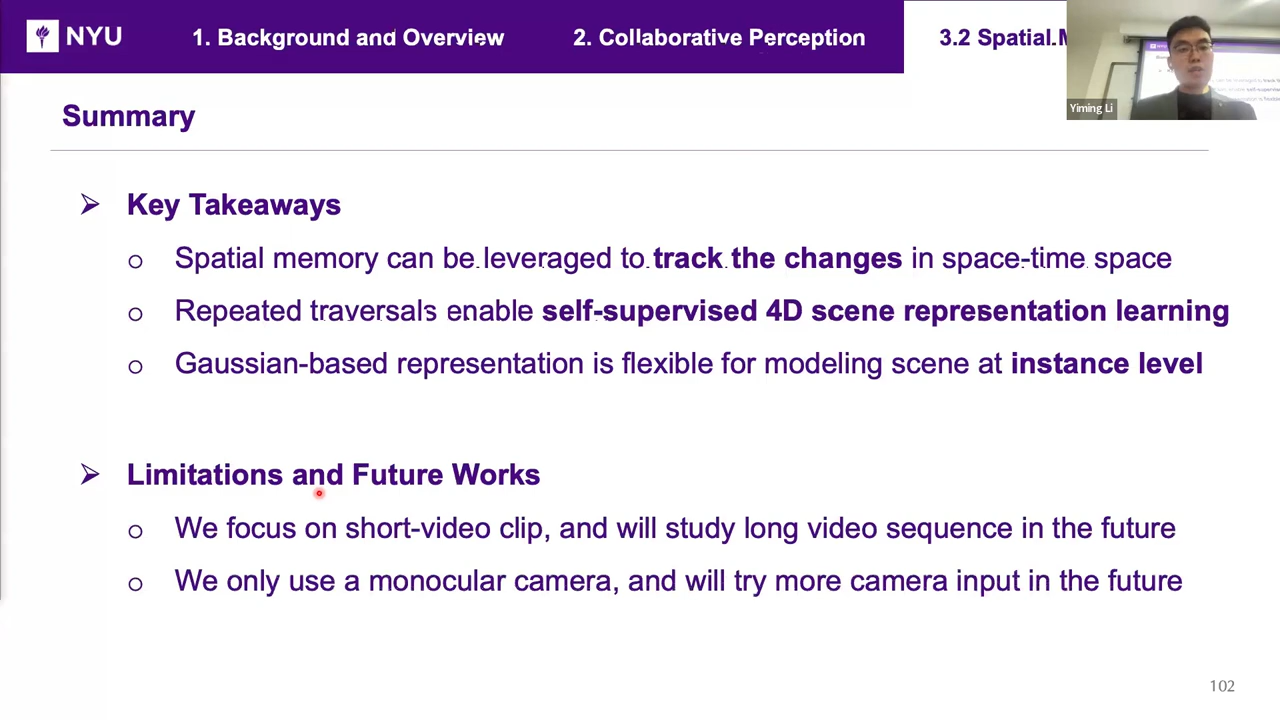 NYU
1. Background and Overview
2. Collaborative Perception
3.2 Spatial M
Yiming Li
Summary
Key Takeaways
Spatial memory can be leveraged to track the changes in space-time space
Repeated traversals enable self-supervised 4D scene representation learning
Gaussian-based representation is flexible for modeling scene at instance level
Limitations and Future Works
We focus on short-video clip, and will study long video sequence in the future
We only use a monocular camera, and will try more camera input in the future
102